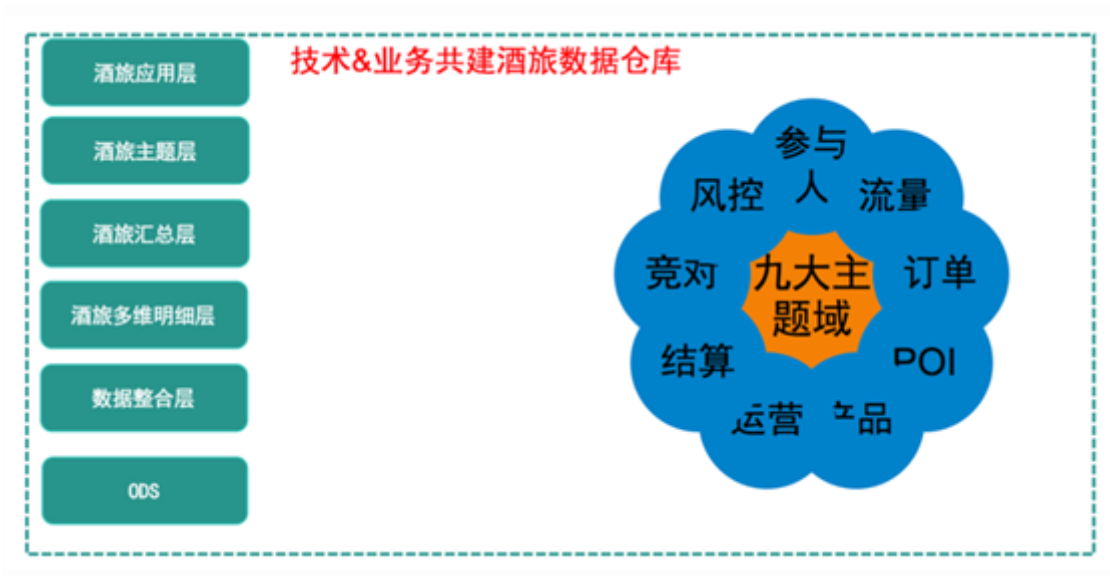 技术&业务共建酒旅数据仓库
酒旅应用层
酒旅主题层
酒旅汇总层
酒旅多维明细层
数据整合层
ODS
参与
人
流量
订单
POI
产品
运营
结算
竞对
风控
九大主
题域